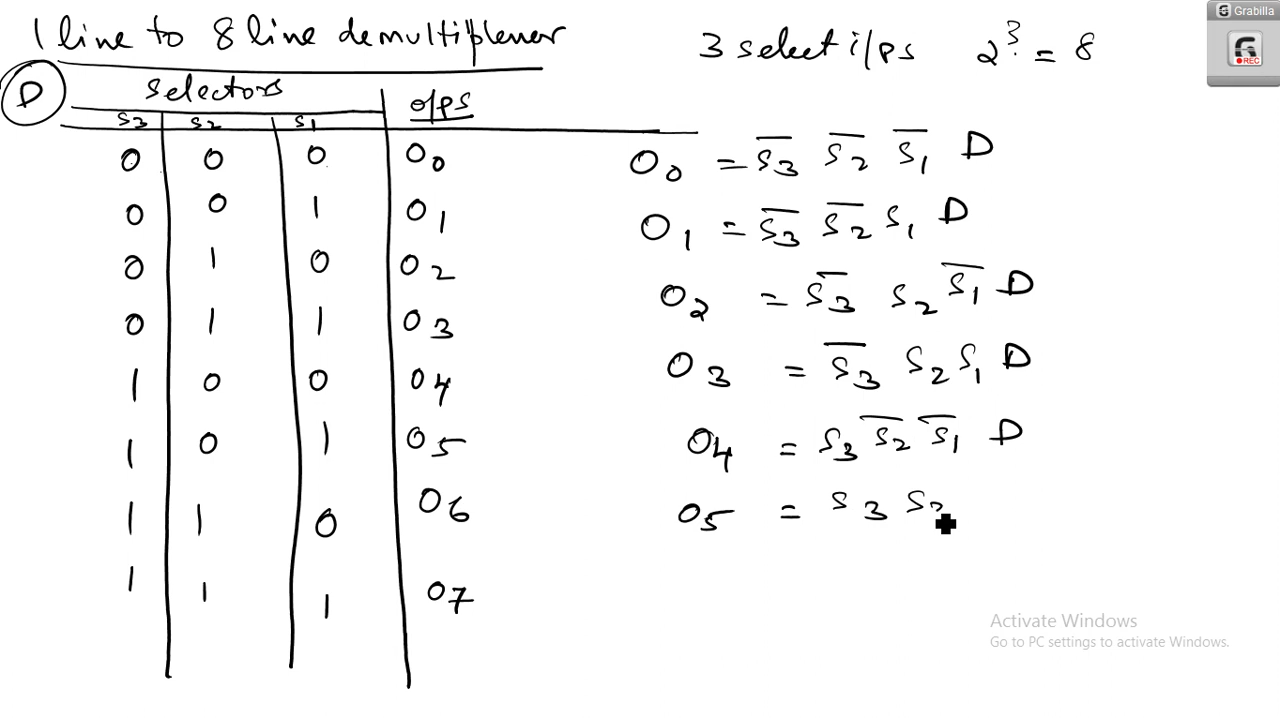 1 line to 8 line demultiplexer
3 select i/ps 2³ = 8
Grabilla
REC
D
selectors o/ps
S3 S2 S1
0 0 0 O0
0 0 1 O1
0 1 0 O2
0 1 1 O3
1 0 0 O4
1 0 1 O5
1 1 0 O6
1 1 1 O7
O0 = S̅3 S̅2 S̅1 D
O1 = S̅3 S̅2 S1 D
O2 = S̅3 S2 S̅1 D
O3 = S̅3 S2 S1 D
O4 = S3 S̅2 S̅1 D
O5 = S3 S2
Activate Windows
Go to PC settings to activate Windows.